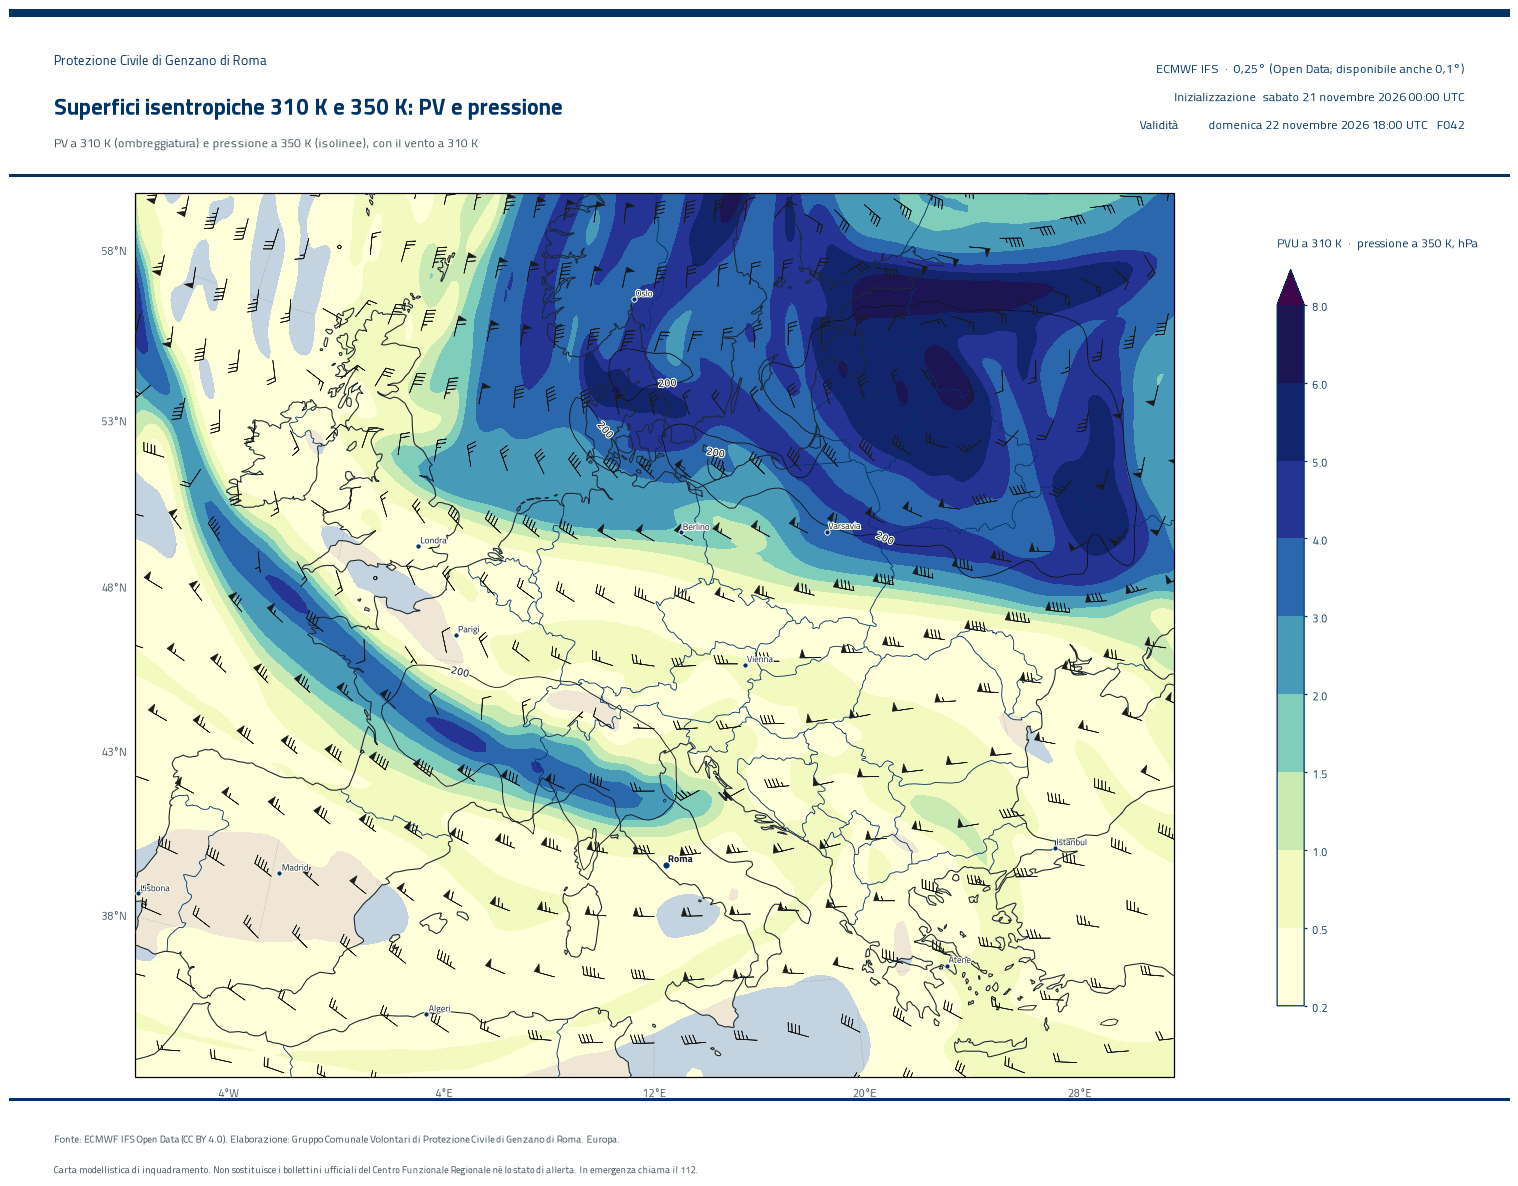 Protezione Civile di Genzano di Roma
Superfici isentropiche 310 K e 350 K: PV e pressione
PV a 310 K (ombreggiatura) e pressione a 350 K (isolinee), con il vento a 310 K
ECMWF IFS · 0,25° (Open Data; disponibile anche 0,1°)
Inizializzazione sabato 21 novembre 2026 00:00 UTC
Validità domenica 22 novembre 2026 18:00 UTC F042
PVU a 310 K · pressione a 350 K, hPa
58°N
53°N
48°N
43°N
38°N
4°W
4°E
12°E
20°E
28°E
Oslo
200
200
200
Berlino
Varsavia
200
Londra
Parigi
200
Vienna
Roma
Istanbul
Madrid
Lisbona
Atene
Algeri
8.0
6.0
5.0
4.0
3.0
2.0
1.5
1.0
0.5
0.2
Fonte: ECMWF IFS Open Data (CC BY 4.0). Elaborazione: Gruppo Comunale Volontari di Protezione Civile di Genzano di Roma. Europa.
Carta modellistica di inquadramento. Non sostituisce i bollettini ufficiali del Centro Funzionale Regionale né lo stato di allerta. In emergenza chiama il 112.